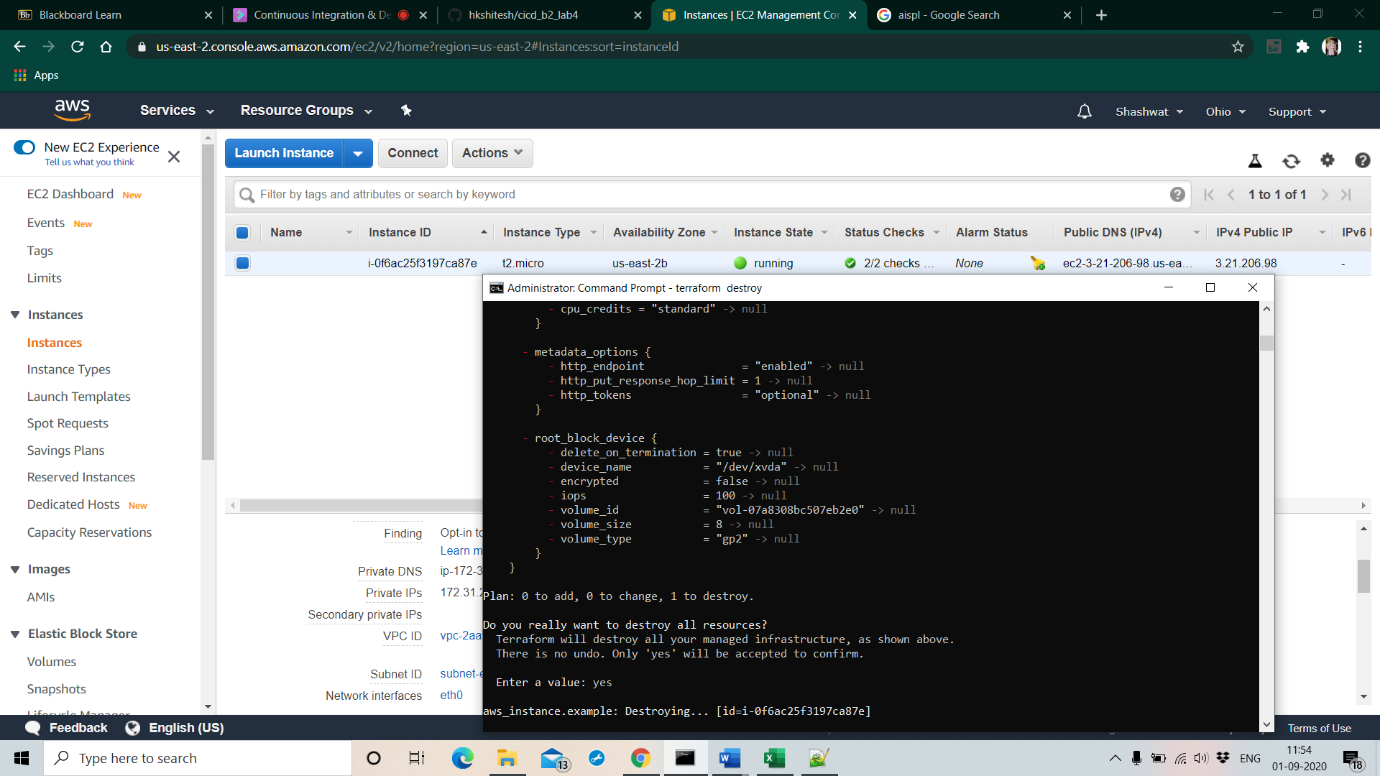 Blackboard Learn
Continuous Integration & De
hkshitesh/cicd_b2_lab4
Instances | EC2 Management Con
aispl - Google Search
us-east-2.console.aws.amazon.com/ec2/v2/home?region=us-east-2#Instances:sort=instanceId
Apps
aws Services Resource Groups Shashwat Ohio Support
New EC2 Experience
Tell us what you think
EC2 Dashboard New
Events New
Tags
Limits
Instances
Instances
Instance Types
Launch Templates
Spot Requests
Savings Plans
Reserved Instances
Dedicated Hosts New
Capacity Reservations
Images
AMIs
Elastic Block Store
Volumes
Snapshots
Lifecycle Manager
Launch Instance Connect Actions
Filter by tags and attributes or search by keyword
1 to 1 of 1
Name Instance ID Instance Type Availability Zone Instance State Status Checks Alarm Status Public DNS (IPv4) IPv4 Public IP IPv6 I
i-0f6ac25f3197ca87e t2.micro us-east-2b running 2/2 checks ... None ec2-3-21-206-98.us-ea... 3.21.206.98 -
Finding Opt-in to
Learn m
Private DNS ip-172-3
Private IPs 172.31.2
Secondary private IPs
VPC ID vpc-2aa
Subnet ID subnet-e
Network interfaces eth0
Administrator: Command Prompt - terraform destroy
- cpu_credits = "standard" -> null
}
- metadata_options {
- http_endpoint = "enabled" -> null
- http_put_response_hop_limit = 1 -> null
- http_tokens = "optional" -> null
}
- root_block_device {
- delete_on_termination = true -> null
- device_name = "/dev/xvda" -> null
- encrypted = false -> null
- iops = 100 -> null
- volume_id = "vol-07a8308bc507eb2e0" -> null
- volume_size = 8 -> null
- volume_type = "gp2" -> null
}
}
Plan: 0 to add, 0 to change, 1 to destroy.
Do you really want to destroy all resources?
Terraform will destroy all your managed infrastructure, as shown above.
There is no undo. Only 'yes' will be accepted to confirm.
Enter a value: yes
aws_instance.example: Destroying... [id=i-0f6ac25f3197ca87e]
Feedback English (US) Terms of Use
Type here to search
13
ENG
11:54
01-09-2020
18